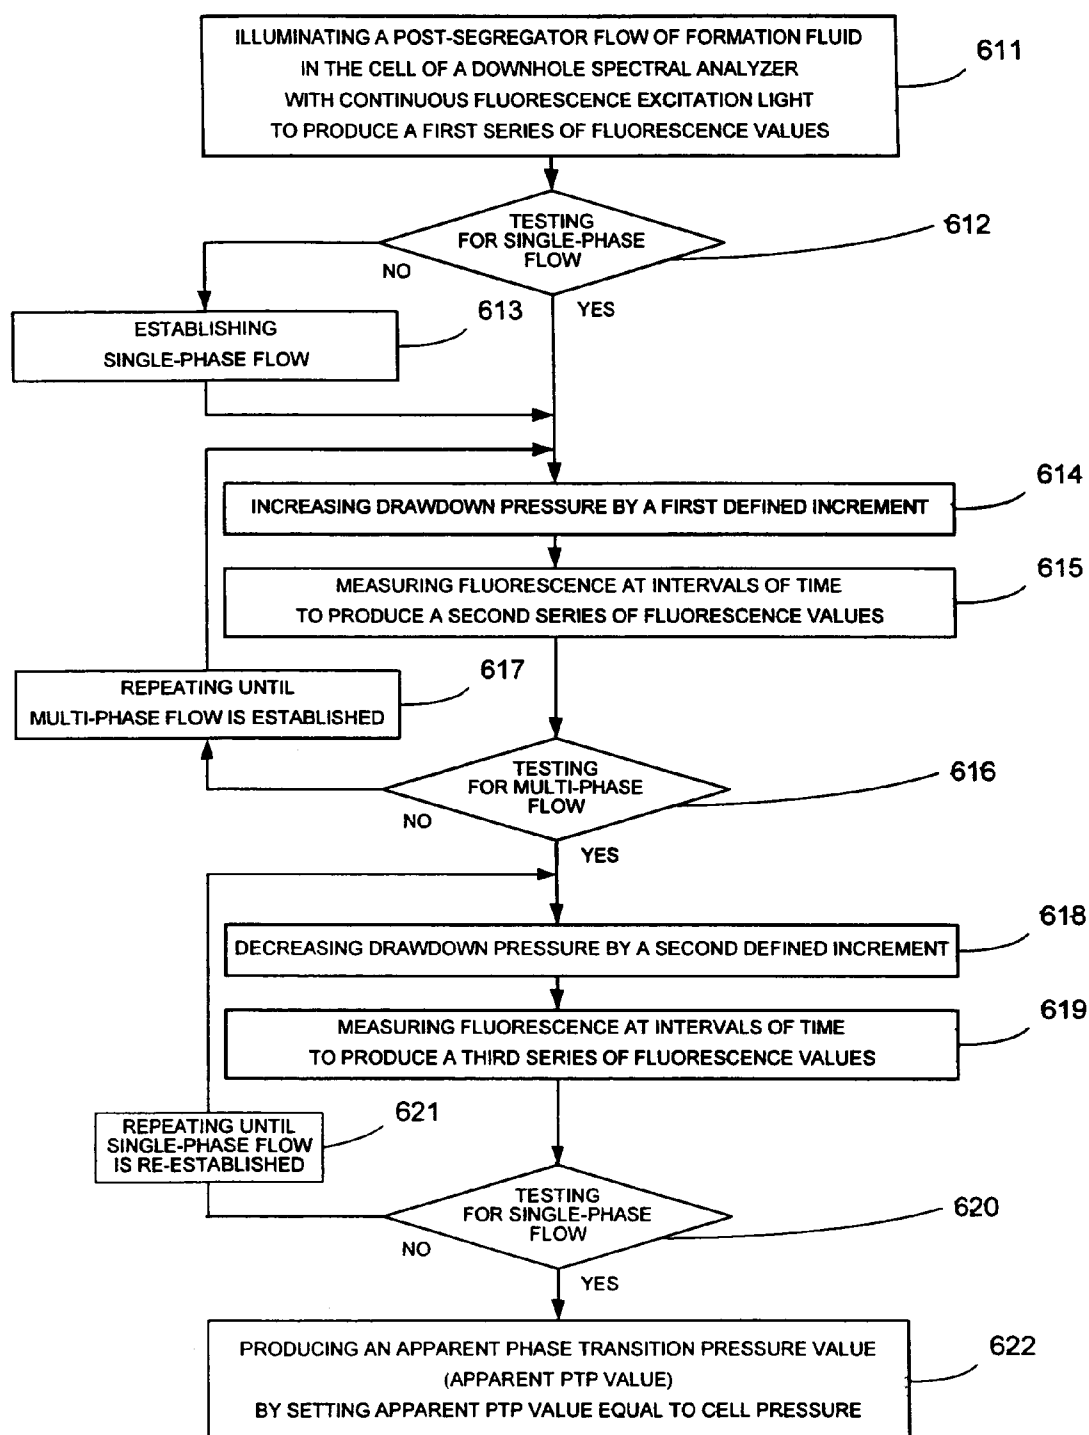 ILLUMINATING A POST-SEGREGATOR FLOW OF FORMATION FLUID
IN THE CELL OF A DOWNHOLE SPECTRAL ANALYZER
WITH CONTINUOUS FLUORESCENCE EXCITATION LIGHT
TO PRODUCE A FIRST SERIES OF FLUORESCENCE VALUES
611
TESTING
FOR SINGLE-PHASE
FLOW
612
NO
YES
ESTABLISHING
SINGLE-PHASE FLOW
613
INCREASING DRAWDOWN PRESSURE BY A FIRST DEFINED INCREMENT
614
MEASURING FLUORESCENCE AT INTERVALS OF TIME
TO PRODUCE A SECOND SERIES OF FLUORESCENCE VALUES
615
REPEATING UNTIL
MULTI-PHASE FLOW IS ESTABLISHED
617
TESTING
FOR MULTI-PHASE
FLOW
616
NO
YES
DECREASING DRAWDOWN PRESSURE BY A SECOND DEFINED INCREMENT
618
MEASURING FLUORESCENCE AT INTERVALS OF TIME
TO PRODUCE A THIRD SERIES OF FLUORESCENCE VALUES
619
REPEATING UNTIL
SINGLE-PHASE FLOW
IS RE-ESTABLISHED
621
TESTING
FOR SINGLE-PHASE
FLOW
620
NO
YES
PRODUCING AN APPARENT PHASE TRANSITION PRESSURE VALUE
(APPARENT PTP VALUE)
BY SETTING APPARENT PTP VALUE EQUAL TO CELL PRESSURE
622